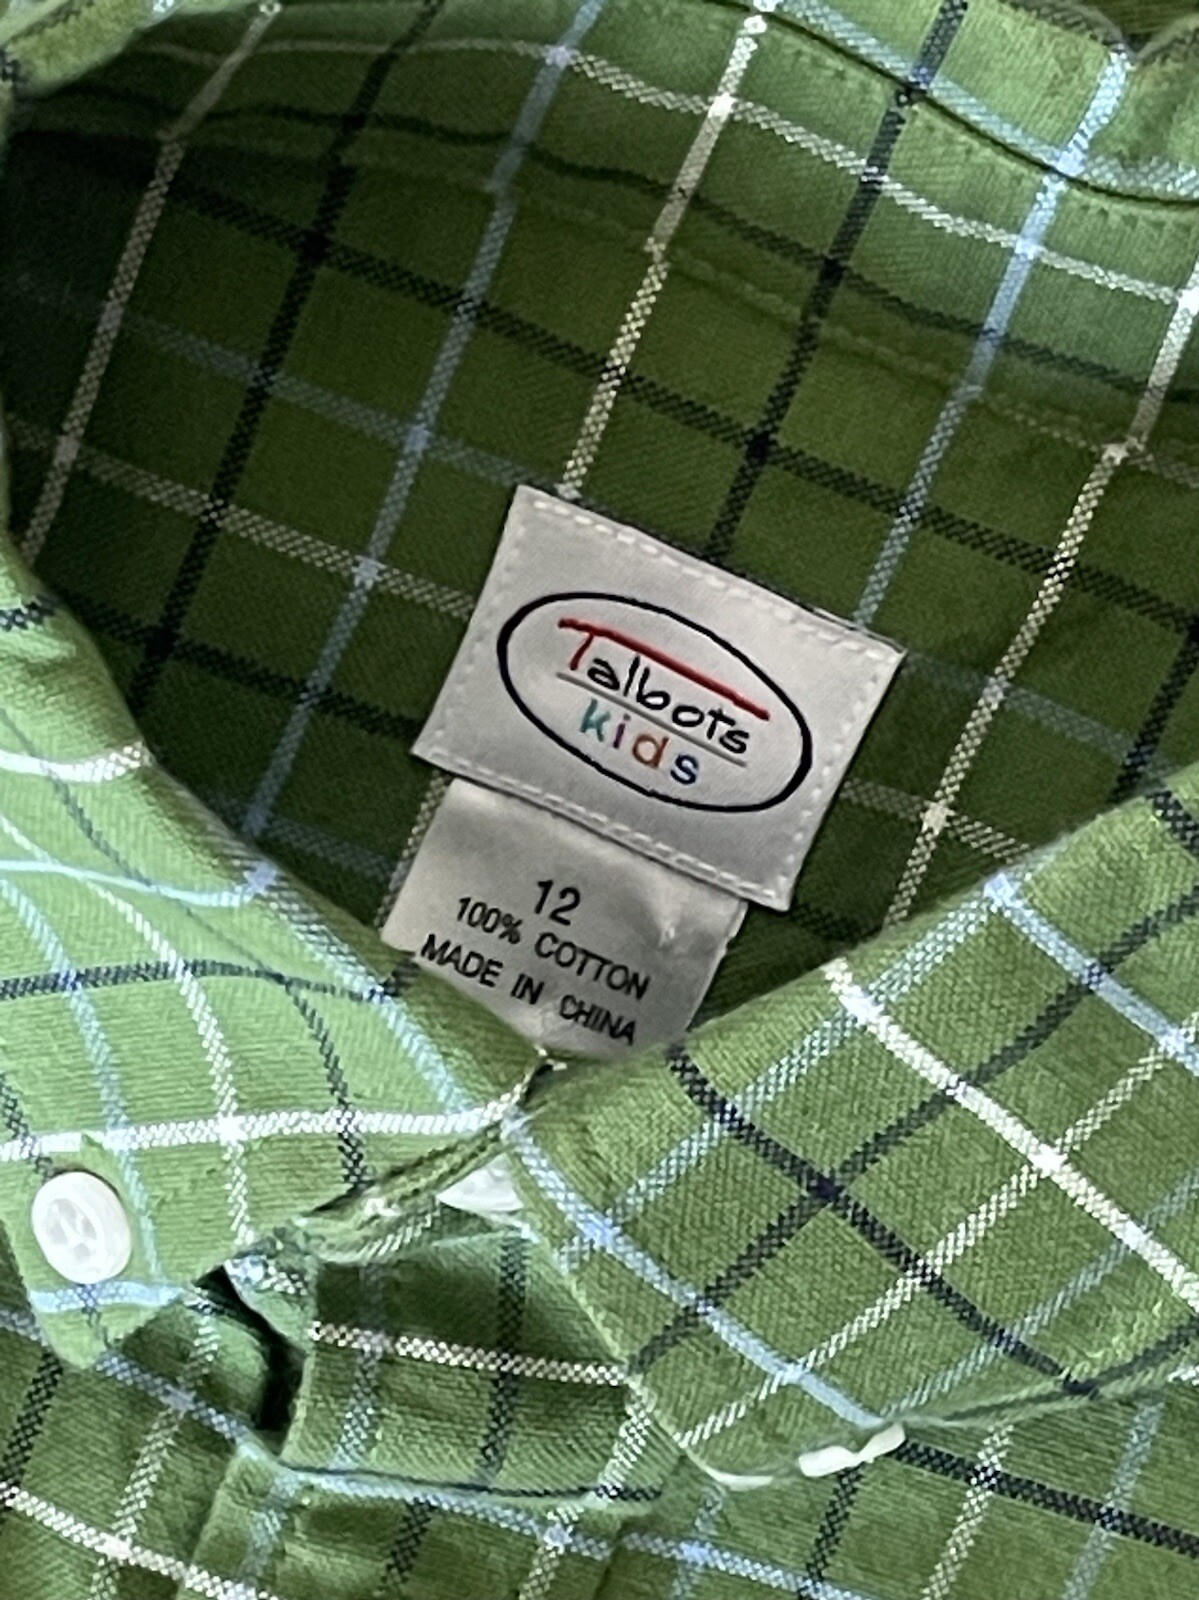 Talbots
kids
12
100% COTTON
MADE IN CHINA